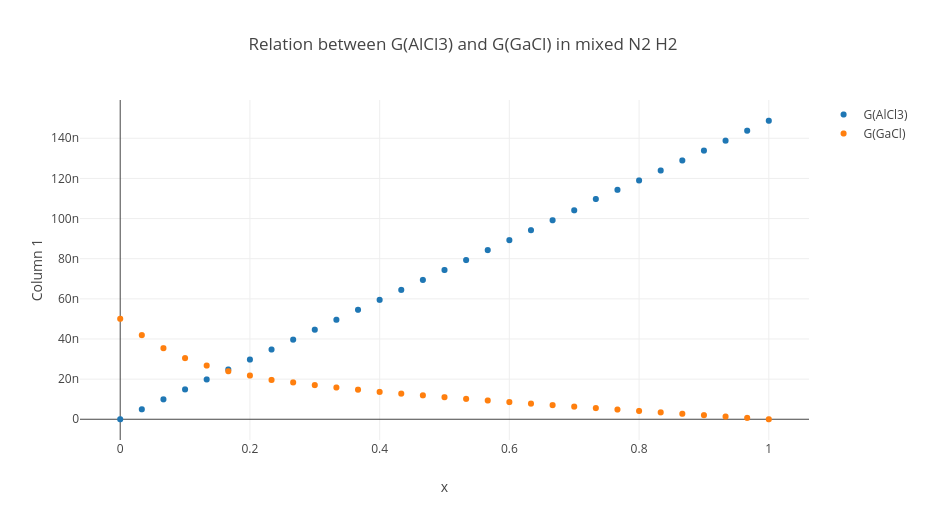 Relation between G(AlCl3) and G(GaCl) in mixed N2 H2
G(AlCl3)
G(GaCl)
Column 1
140n
120n
100n
80n
60n
40n
20n
0
0 0.2 0.4 0.6 0.8 1
x